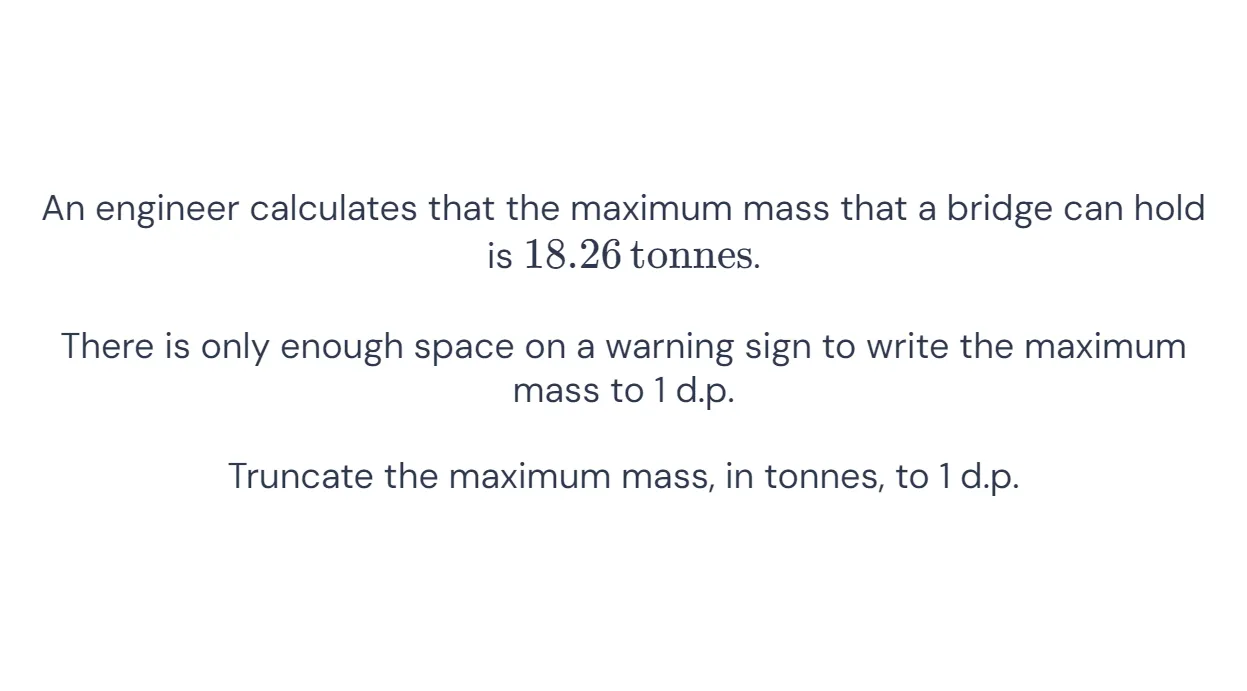 An engineer calculates that the maximum mass that a bridge can hold
is 18.26 tonnes.
There is only enough space on a warning sign to write the maximum
mass to 1 d.p.
Truncate the maximum mass, in tonnes, to 1 d.p.